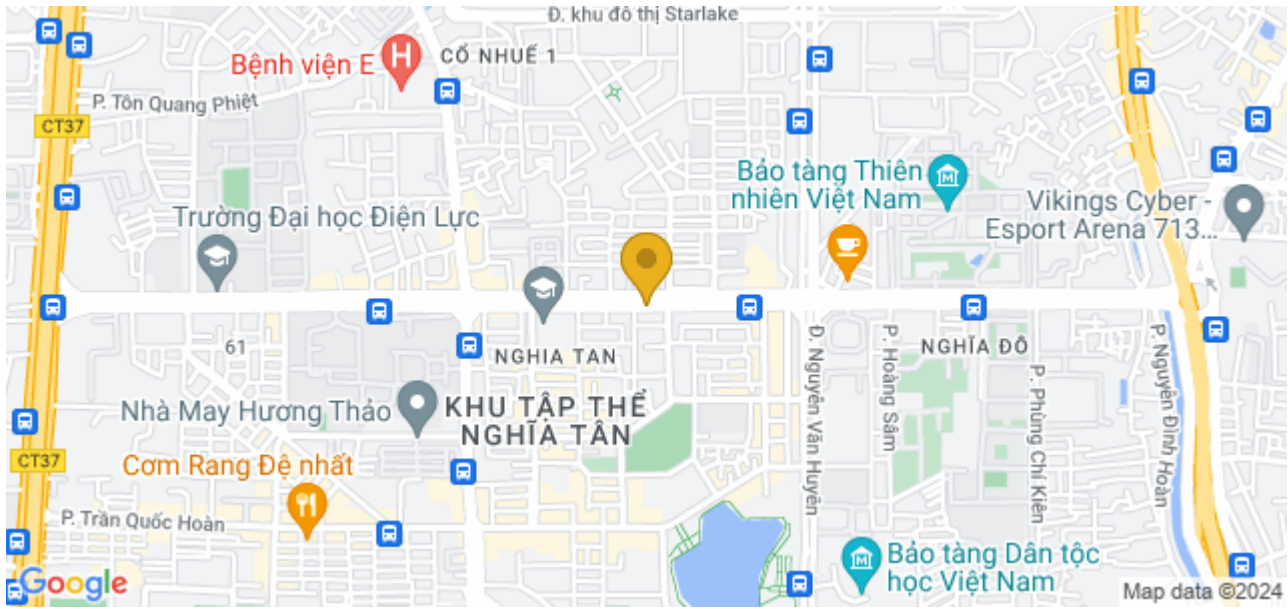 Đ. khu đô thị Starlake
Bệnh viện E
H
CỔ NHUẾ 1
P. Tôn Quang Phiệt
CT37
Bảo tàng Thiên
nhiên Việt Nam
Vikings Cyber -
Esport Arena 713...
Trường Đại học Điện Lực
61
NGHIA TAN
NGHĨA ĐÔ
Đ. Nguyễn Văn Huyên
P. Hoàng Sâm
P. Phùng Chí Kiên
P. Nguyễn Đình Hoàn
Nhà May Hương Thảo
KHU TẬP THỂ
NGHĨA TÂN
CT37
Cơm Rang Đệ nhất
P. Trần Quốc Hoàn
Bảo tàng Dân tộc
học Việt Nam
Google
Map data ©2024